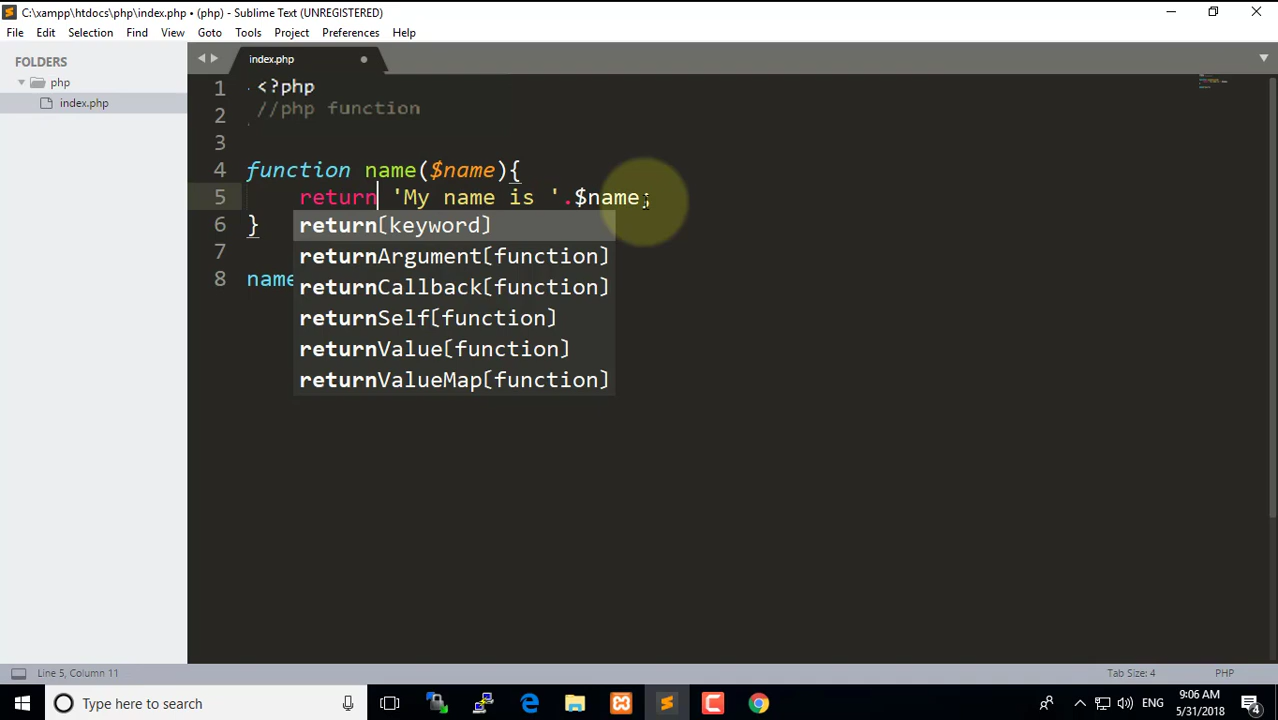 C:\xampp\htdocs\php\index.php • (php) - Sublime Text (UNREGISTERED)
File Edit Selection View Find Goto Tools Project Preferences Help
FOLDERS
php
index.php
index.php
1 <?php
2 //php function
3
4 function name($name){
5 return 'My name is '.$name;
6 }
7
8 name
return[keyword]
returnArgument[function]
returnCallback[function]
returnSelf[function]
returnValue[function]
returnValueMap[function]
Line 5, Column 11 Tab Size: 4 PHP
Type here to search ENG 9:06 AM
5/31/2018 4